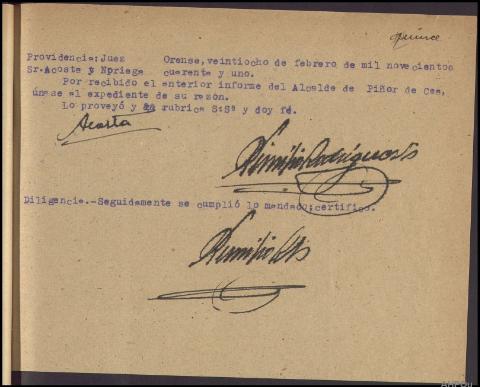 quince
Providencia: Juez Orense, veintiocho de febrero de mil novecientos
Sr. Acosta y Npriega cuarenta y uno.
Por recibido el anterior informe del Alcalde de Piñor de Cea,
únase al expediente de su razón.
Lo proveyó y rubrica S:Sª y doy fé.
Acosta
Diligencia.-Seguidamente se cumplió lo mandado;certifico.